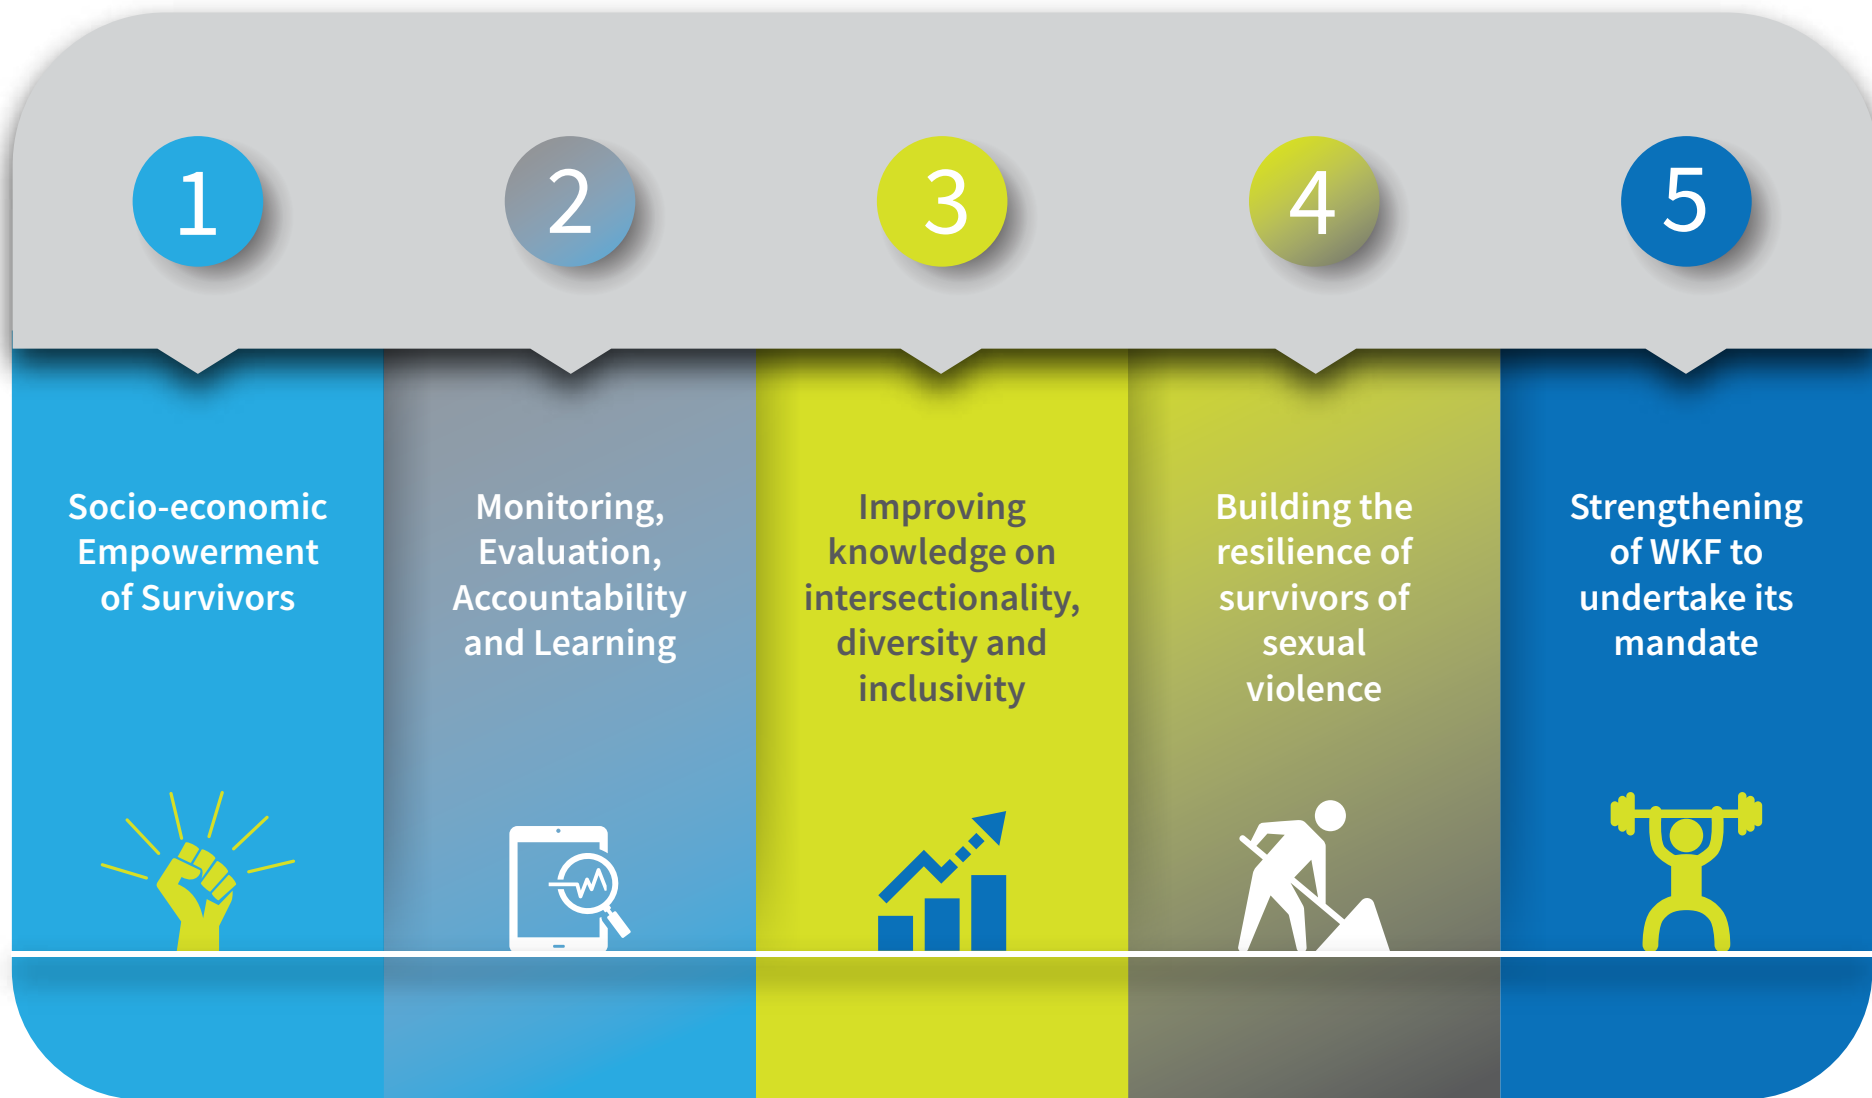 1
2
3
4
5
Socio-economic
Empowerment
of Survivors
Monitoring,
Evaluation,
Accountability
and Learning
Improving
knowledge on
intersectionality,
diversity and
inclusivity
Building the
resilience of
survivors of
sexual
violence
Strengthening
of WKF to
undertake its
mandate